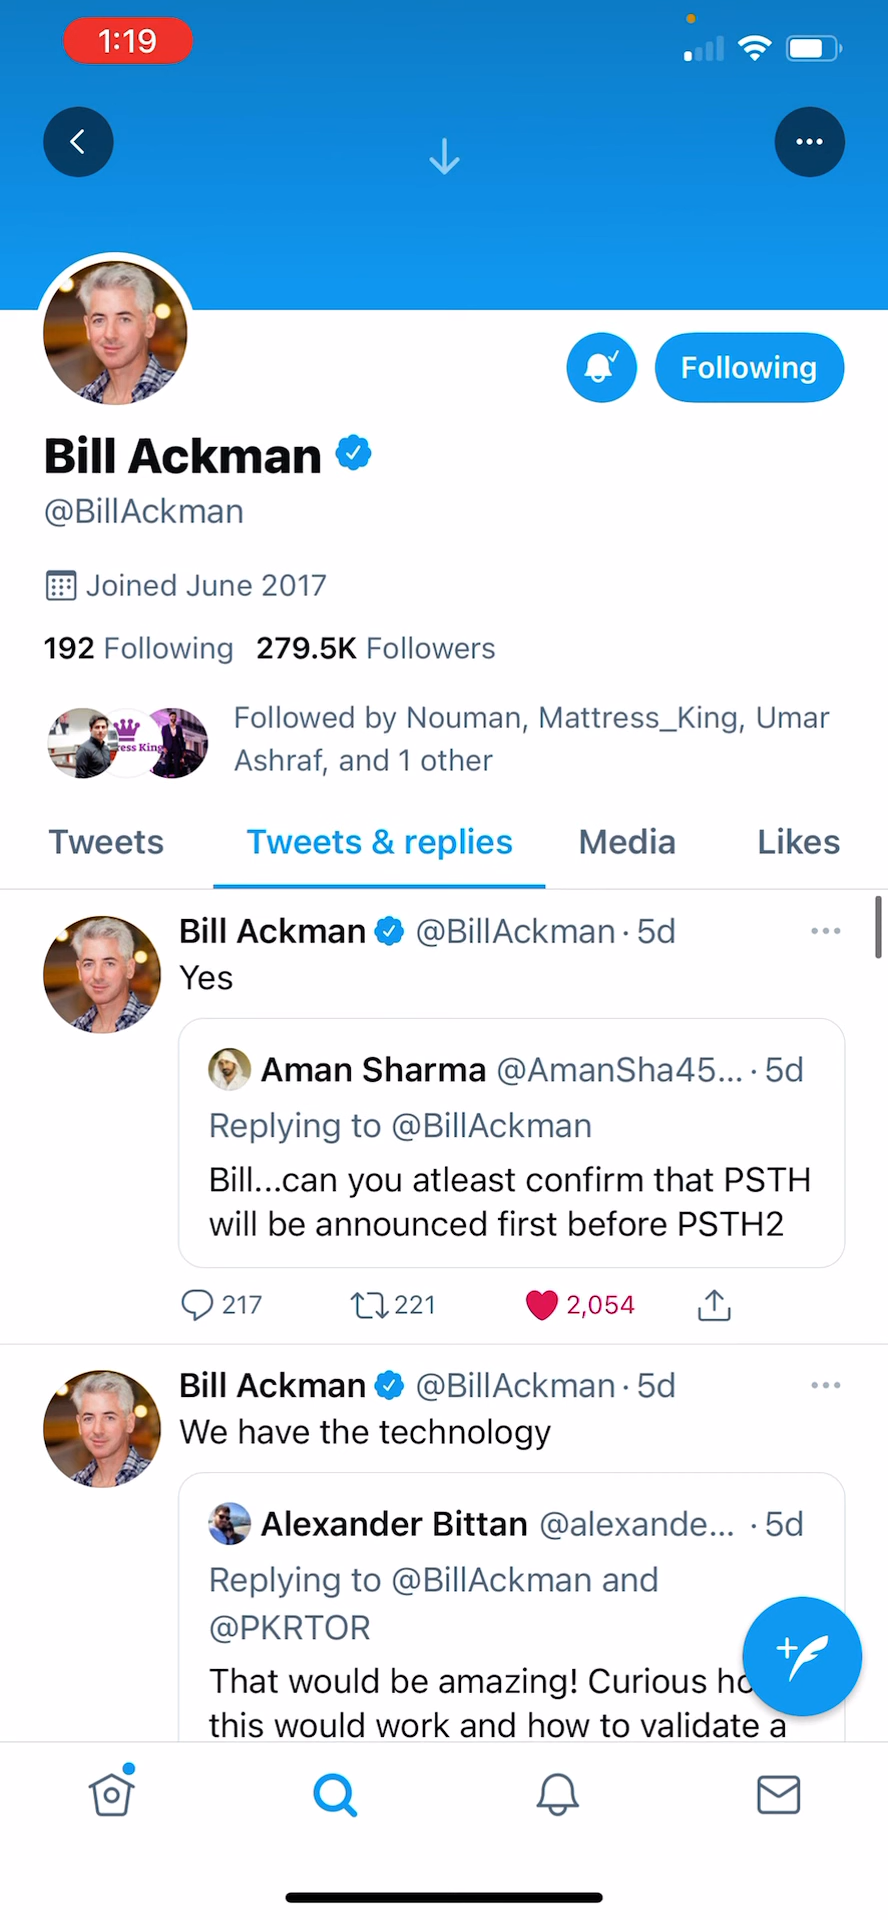 1:19
Bill Ackman
@BillAckman
Joined June 2017
192 Following 279.5K Followers
Followed by Nouman, Mattress_King, Umar
Ashraf, and 1 other
ress King
Tweets Tweets & replies Media Likes
Bill Ackman @BillAckman · 5d
Yes
Aman Sharma @AmanSha45... · 5d
Replying to @BillAckman
Bill...can you atleast confirm that PSTH
will be announced first before PSTH2
217 221 2,054
Bill Ackman @BillAckman · 5d
We have the technology
Alexander Bittan @alexande... · 5d
Replying to @BillAckman and
@PKRTOR
That would be amazing! Curious
this would work and how to validate a
Following